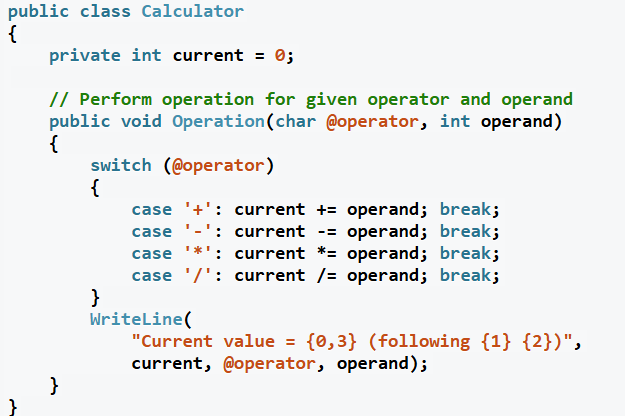 public class Calculator
{
    private int current = 0;

    // Perform operation for given operator and operand
    public void Operation(char @operator, int operand)
    {
        switch (@operator)
        {
            case '+': current += operand; break;
            case '-': current -= operand; break;
            case '*': current *= operand; break;
            case '/': current /= operand; break;
        }
        WriteLine(
            "Current value = {0,3} (following {1} {2})",
            current, @operator, operand);
    }
}